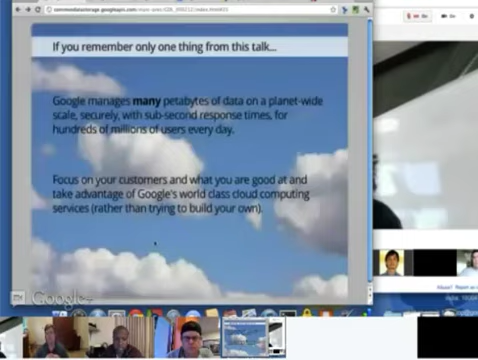 If you remember only one thing from this talk...
Google manages many petabytes of data on a planet-wide
scale, securely, with sub-second response times, for
hundreds of millions of users every day.
Focus on your customers and what you are good at and
take advantage of Google's world class cloud computing
services (rather than trying to build your own).
Google